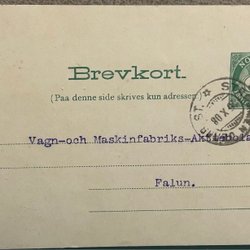 Brevkort.
(Paa denne side skrives kun adressen)
Vagn-och Maskinfabriks-Aktiebola
Falun.